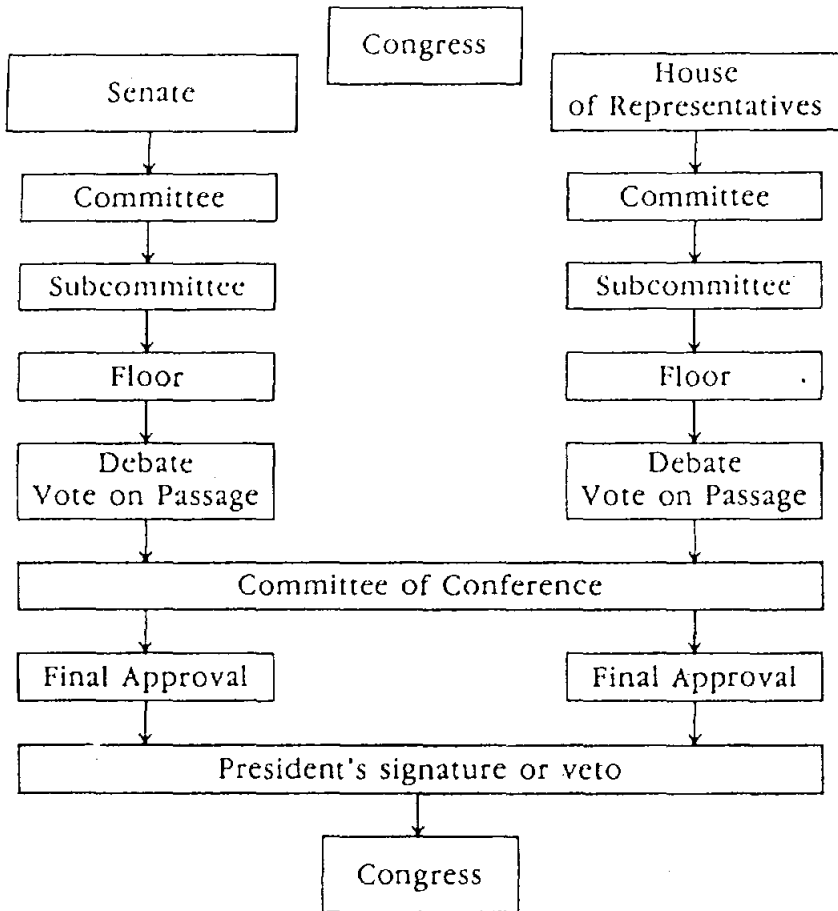 Congress
Senate
House
of Representatives
Committee
Committee
Subcommittee
Subcommittee
Floor
Floor
Debate
Vote on Passage
Debate
Vote on Passage
Committee of Conference
Final Approval
Final Approval
President's signature or veto
Congress